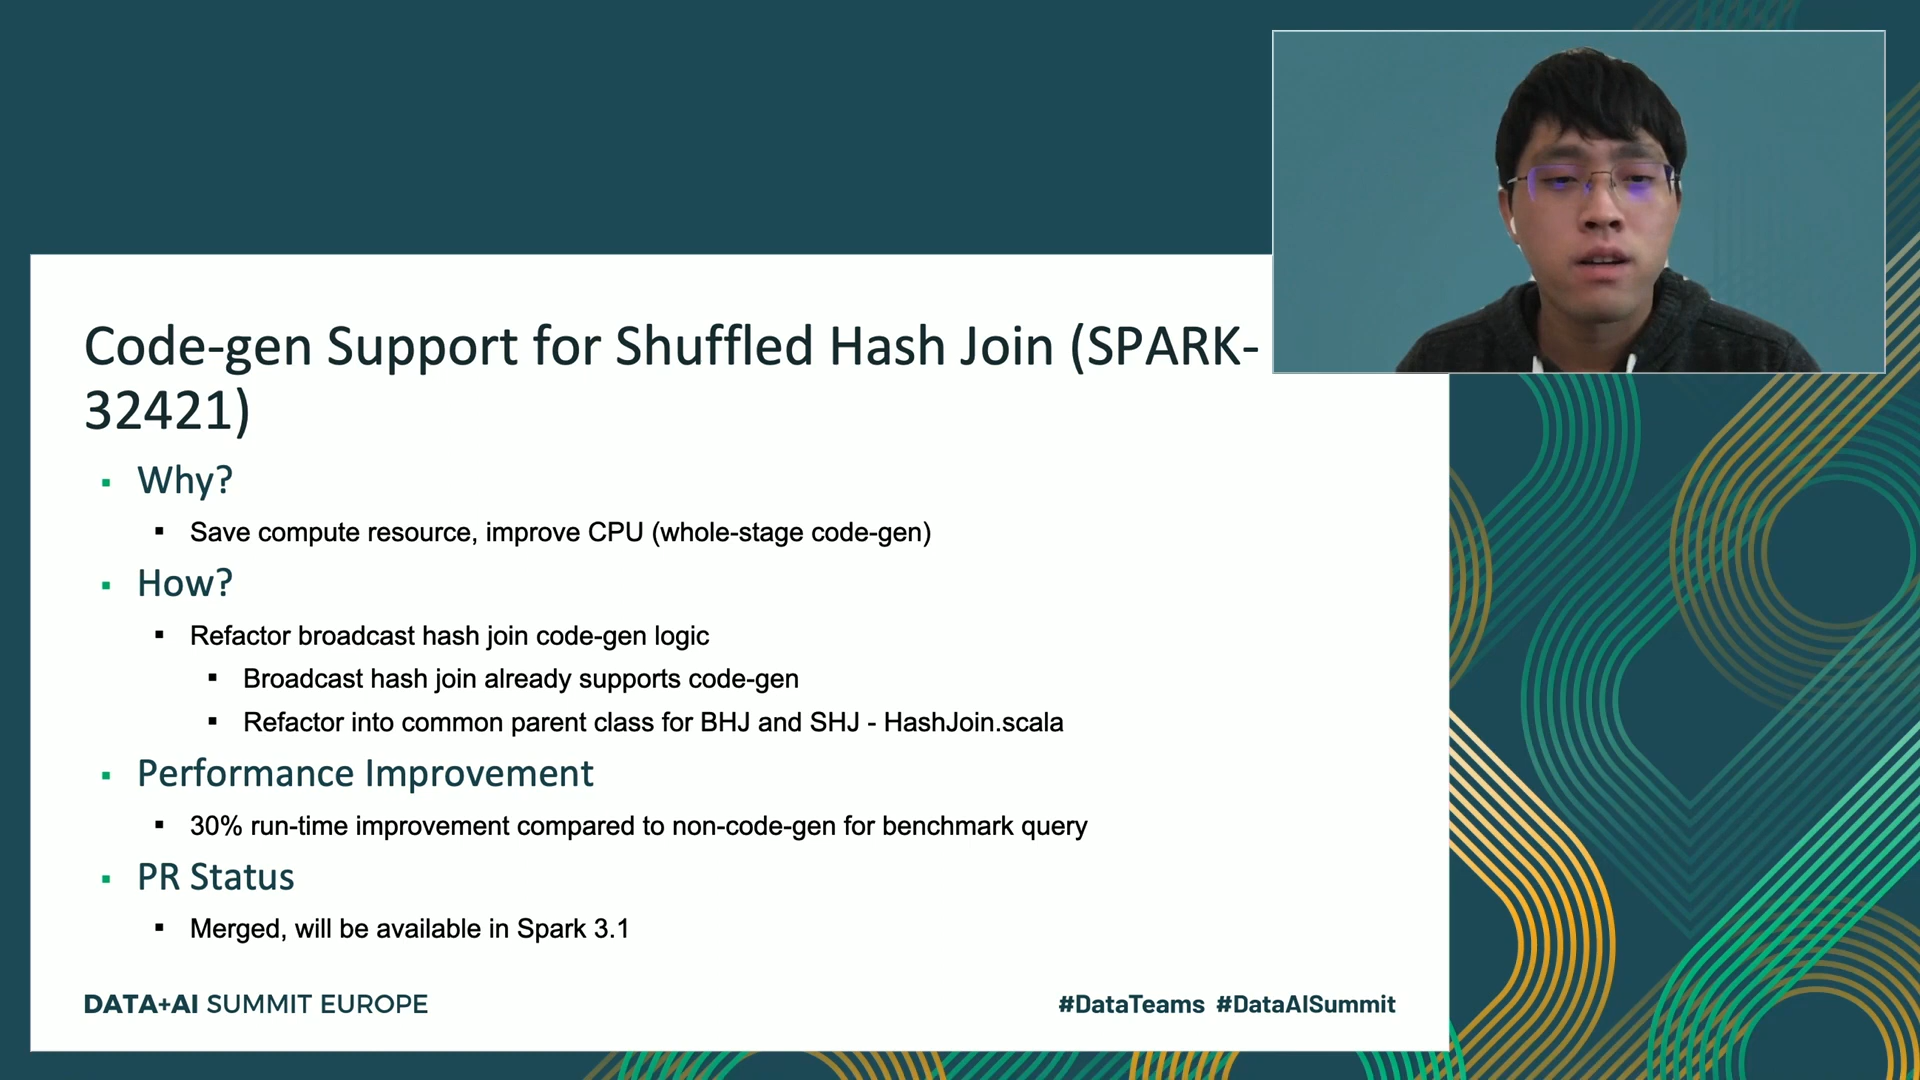 Code-gen Support for Shuffled Hash Join (SPARK-
32421)
Why?
Save compute resource, improve CPU (whole-stage code-gen)
How?
Refactor broadcast hash join code-gen logic
Broadcast hash join already supports code-gen
Refactor into common parent class for BHJ and SHJ - HashJoin.scala
Performance Improvement
30% run-time improvement compared to non-code-gen for benchmark query
PR Status
Merged, will be available in Spark 3.1
DATA+AI SUMMIT EUROPE
#DataTeams #DataAISummit